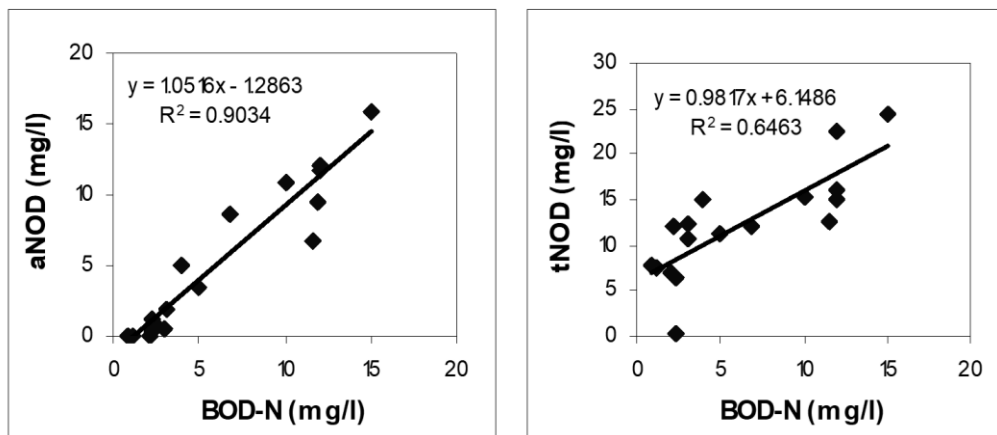 20
y = 1.0516x - 1.2863
R² = 0.9034
15
10
5
0
aNOD (mg/l)
0 5 10 15 20
BOD-N (mg/l)
30
25
y = 0.9817x + 6.1486
R² = 0.6463
20
15
10
5
0
tNOD (mg/l)
0 5 10 15 20
BOD-N (mg/l)